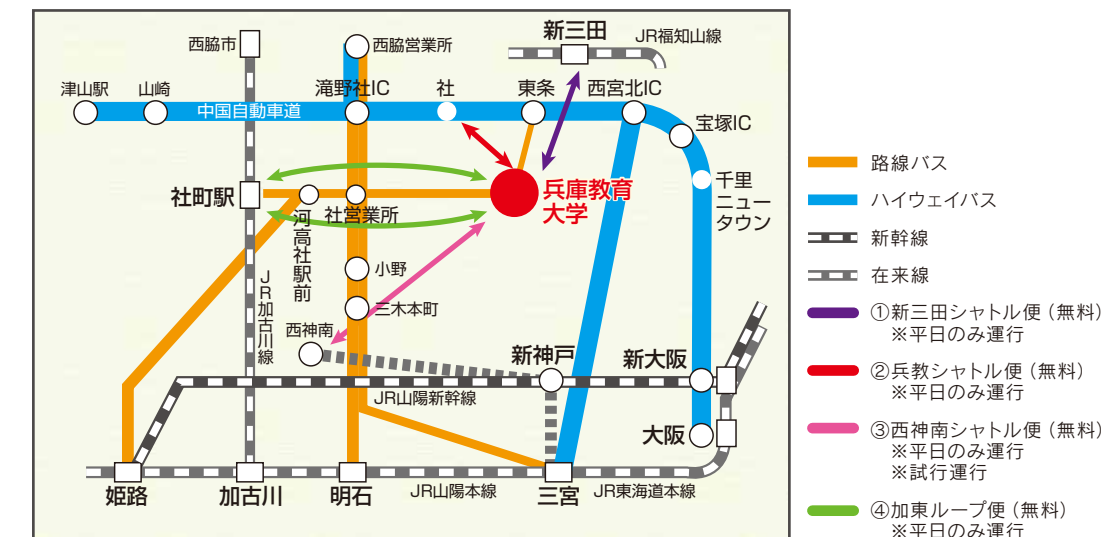 新三田
JR福知山線
西脇市
西脇営業所
津山駅
山崎
滝野社IC
社
東条
西宮北IC
中国自動車道
宝塚IC
千里
ニュー
タウン
社町駅
兵庫教育
大学
社営業所
河高社駅前
小野
JR加古川線
三木本町
西神南
新神戸
新大阪
JR山陽新幹線
大阪
姫路
加古川
明石
JR山陽本線
三宮
JR東海道本線
路線バス
ハイウェイバス
新幹線
在来線
①新三田シャトル便（無料）
※平日のみ運行
②兵教シャトル便（無料）
※平日のみ運行
③西神南シャトル便（無料）
※平日のみ運行
※試行運行
④加東ループ便（無料）
※平日のみ運行